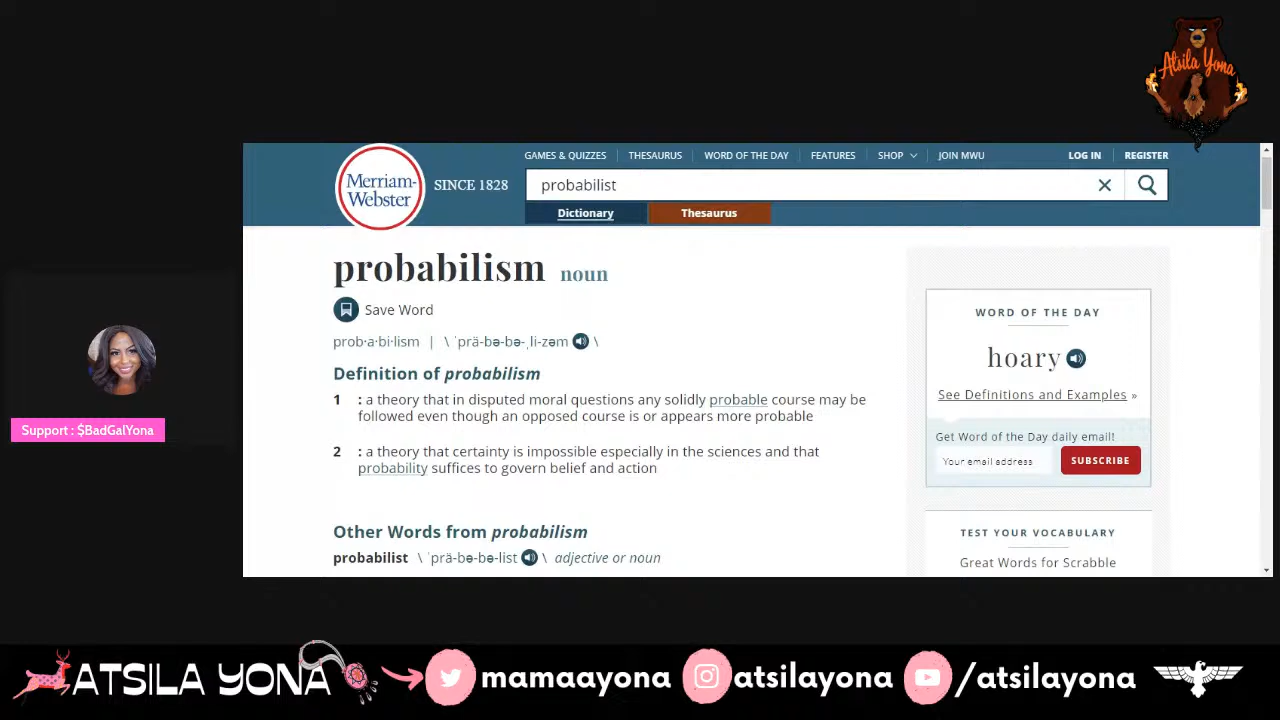 Atsila Yona
Merriam-
Webster
SINCE 1828
GAMES & QUIZZES
THESAURUS
WORD OF THE DAY
FEATURES
SHOP
JOIN MWU
LOG IN
REGISTER
probabilist
Dictionary
Thesaurus
probabilism noun
Save Word
prob·a·bi·lism | \ ˈprä-bə-bə-ˌli-zəm \
Definition of probabilism
1 : a theory that in disputed moral questions any solidly probable course may be
followed even though an opposed course is or appears more probable
2 : a theory that certainty is impossible especially in the sciences and that
probability suffices to govern belief and action
Other Words from probabilism
probabilist \ ˈprä-bə-bə-list \ adjective or noun
WORD OF THE DAY
hoary
See Definitions and Examples »
Get Word of the Day daily email!
Your email address
SUBSCRIBE
TEST YOUR VOCABULARY
Great Words for Scrabble
Support : $BadGalYona
ATSILA YONA
mamaayona
atsilayona
/atsilayona